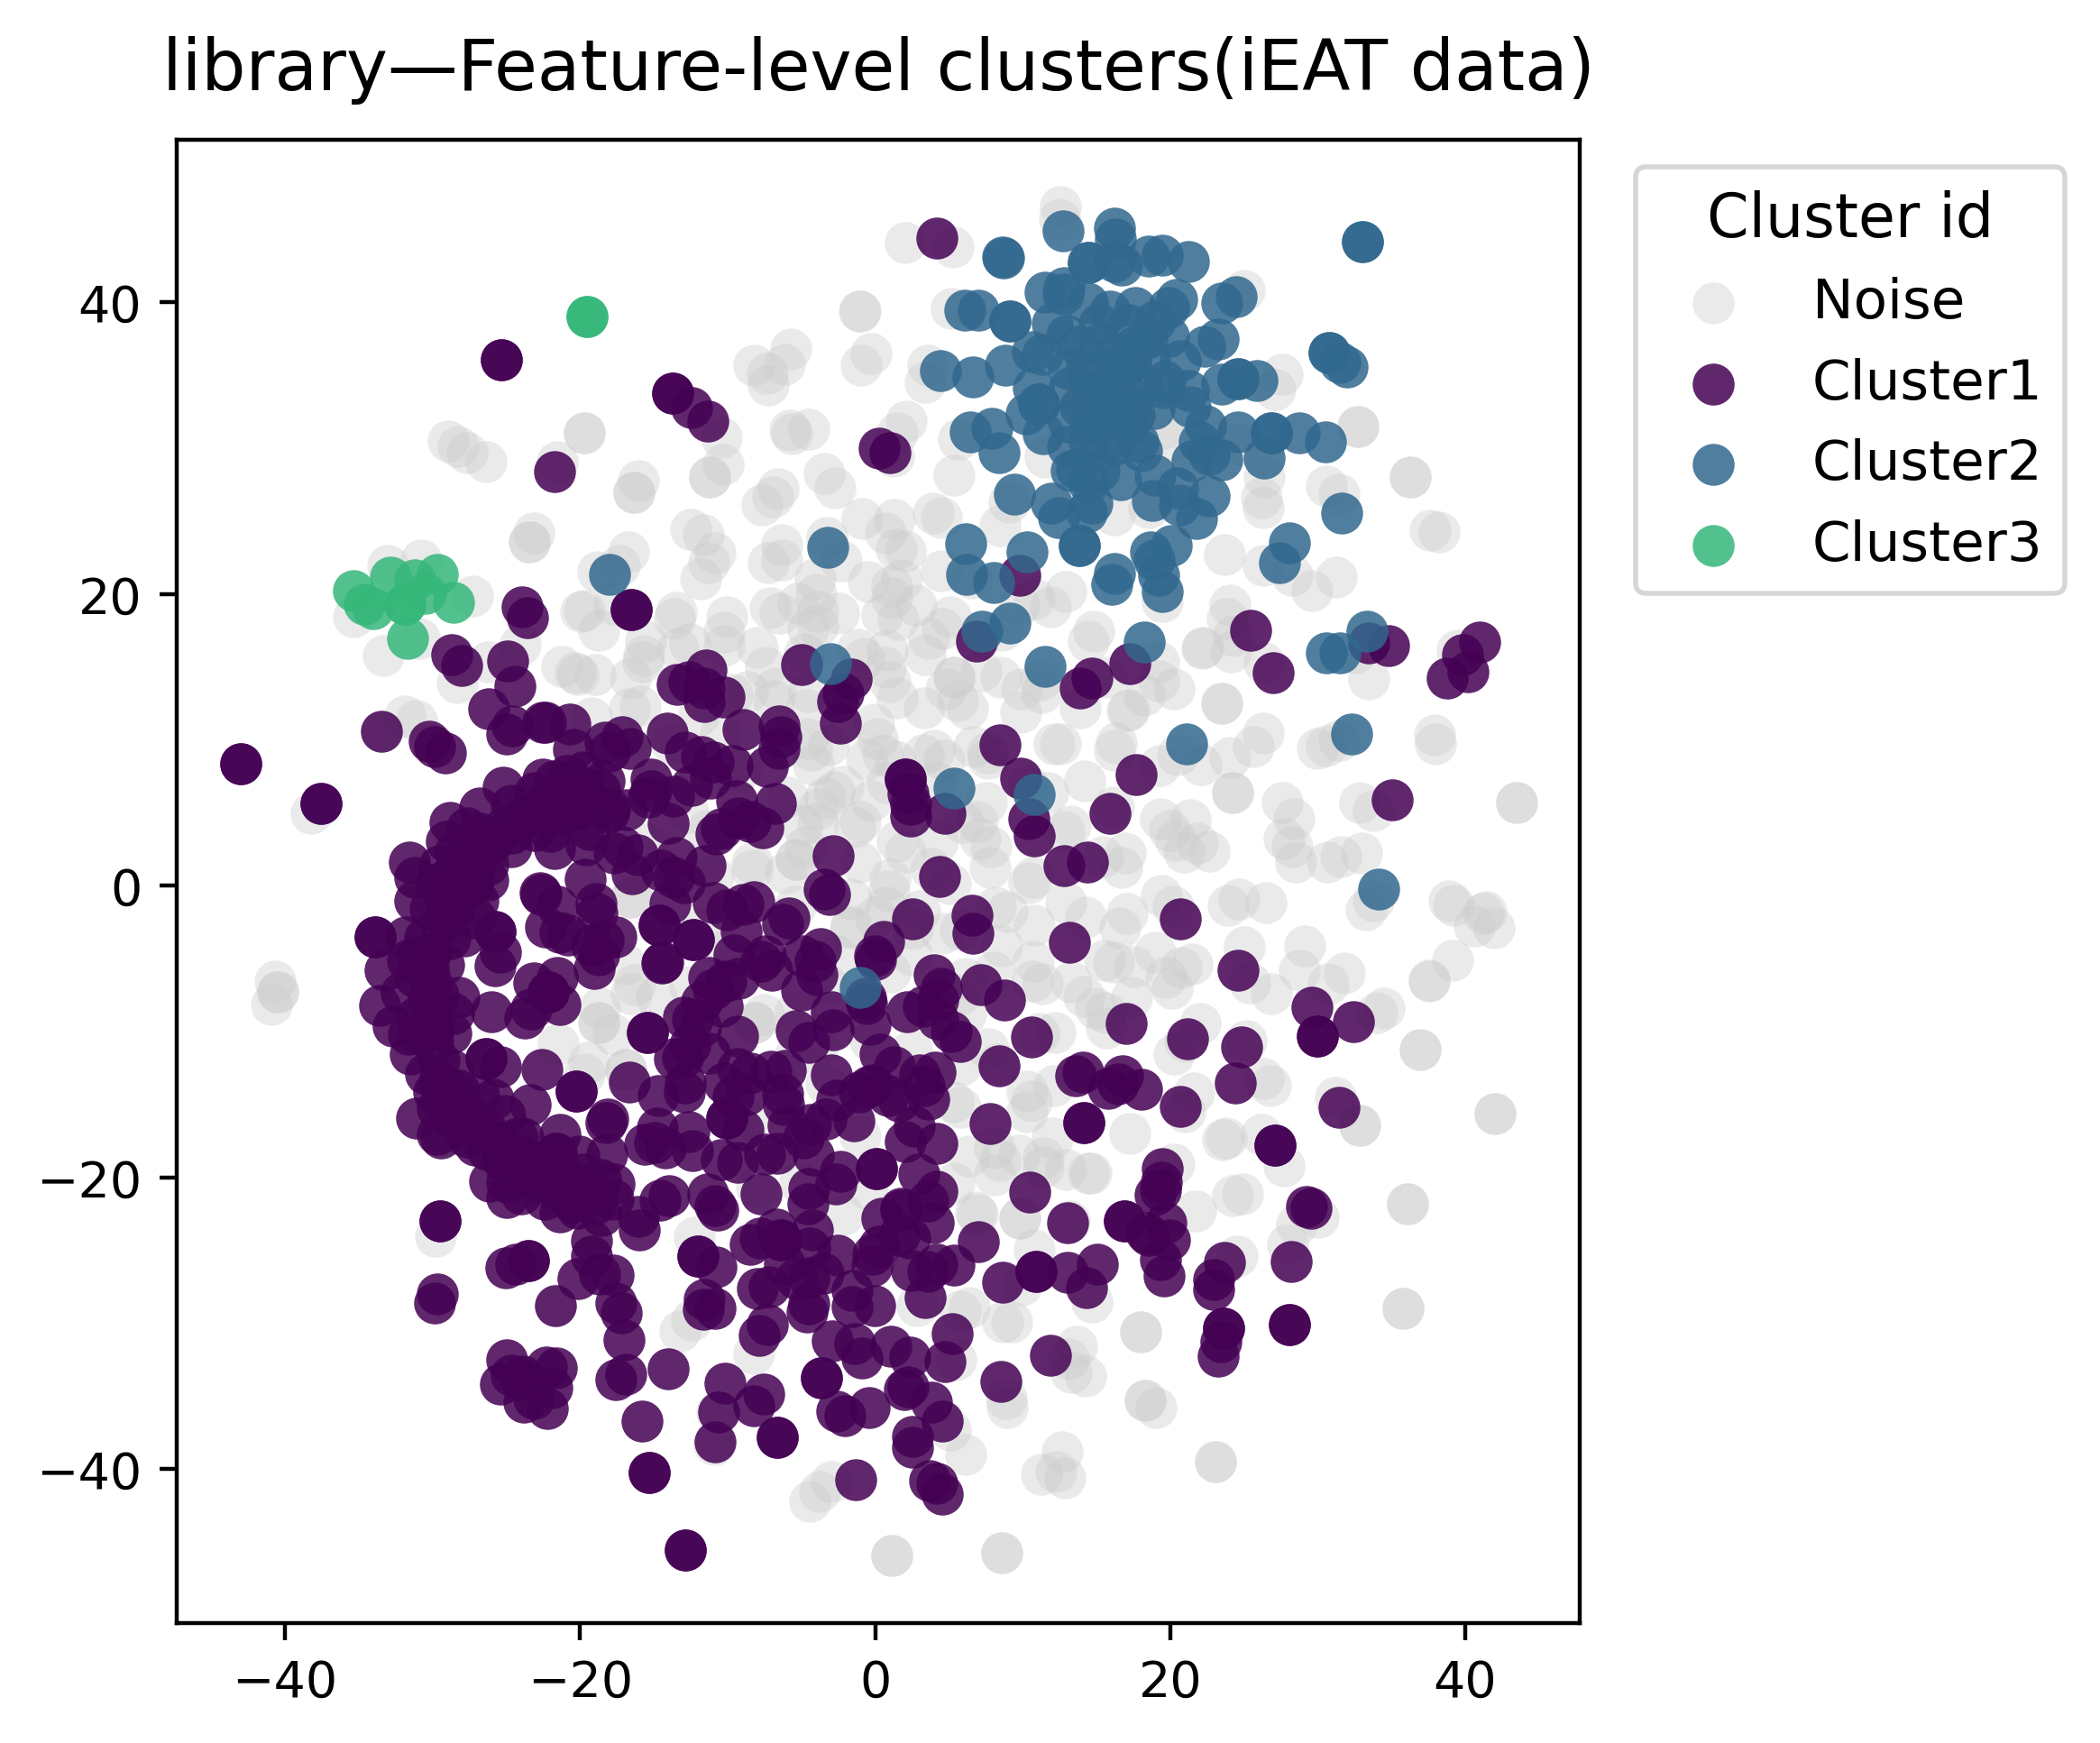 library—Feature-level clusters(iEAT data)
Cluster id
Noise
Cluster1
Cluster2
Cluster3
40
20
0
−20
−40
−40
−20
0
20
40